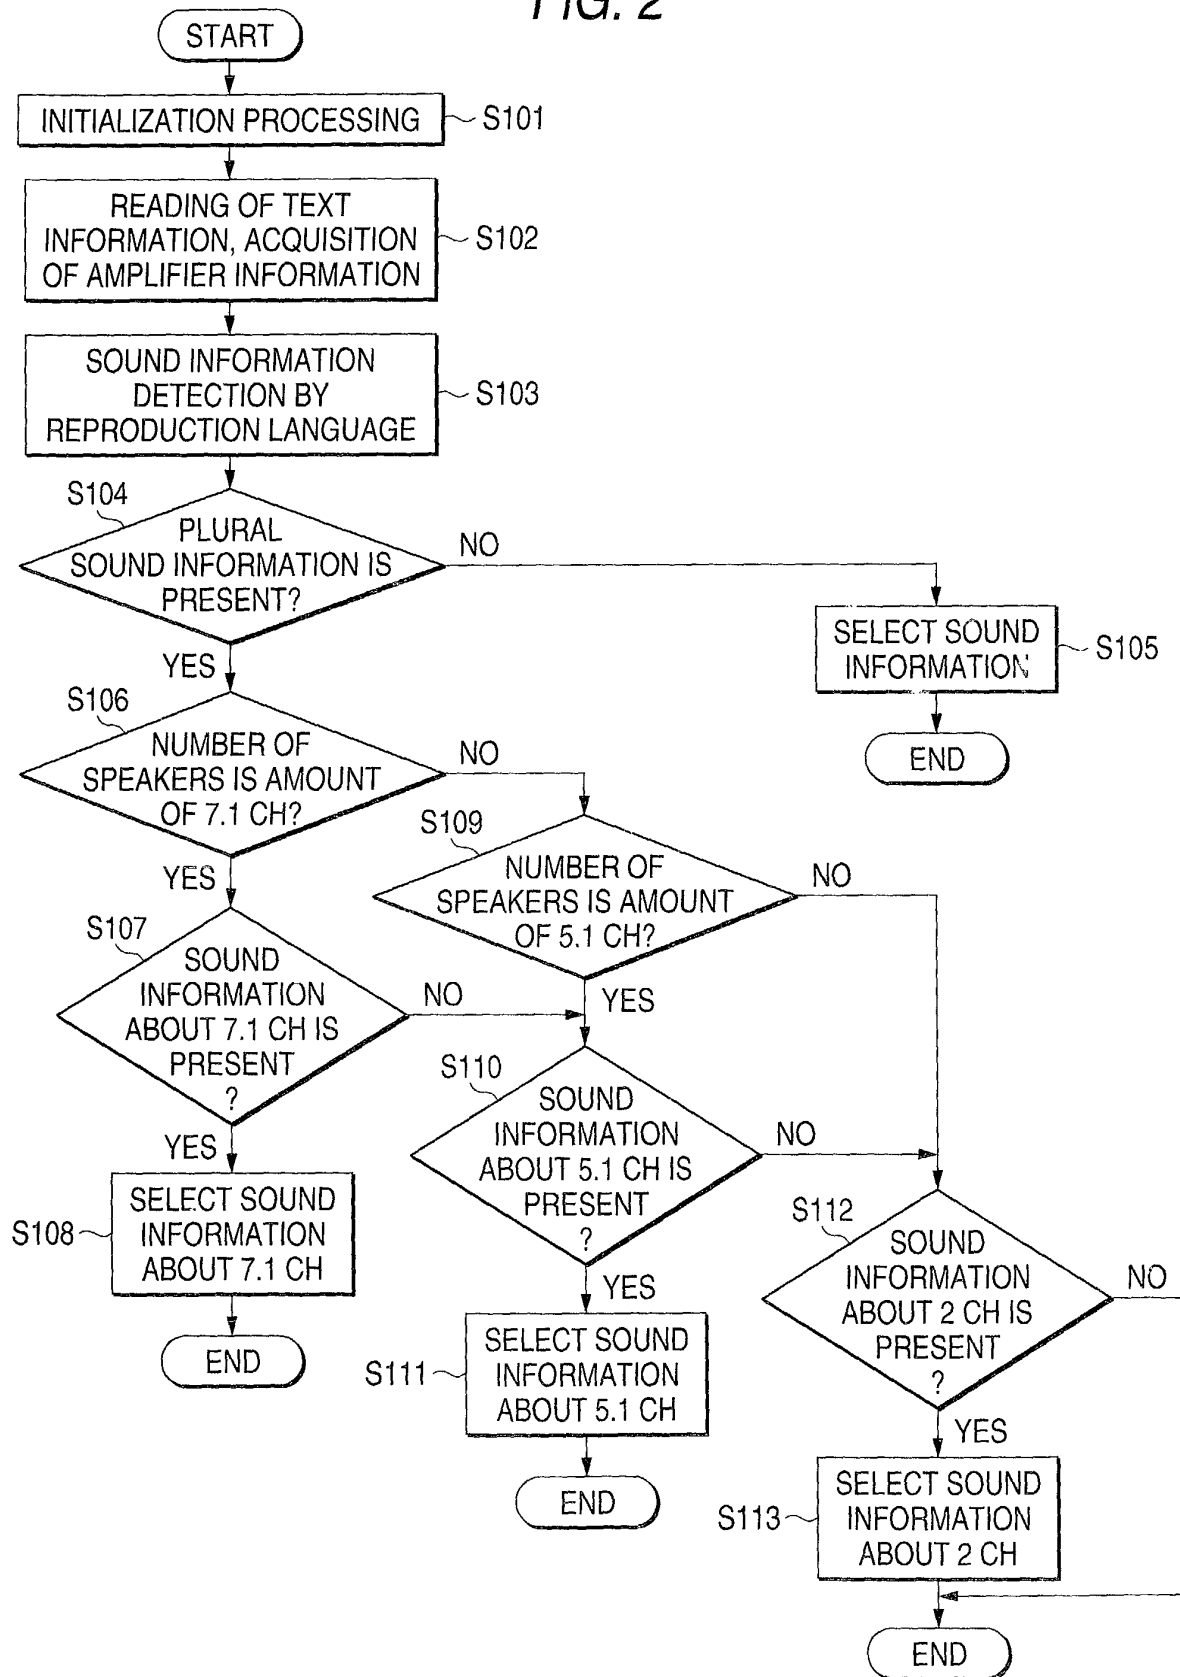 FIG. 2
START
INITIALIZATION PROCESSING
S101
READING OF TEXT
INFORMATION, ACQUISITION
OF AMPLIFIER INFORMATION
S102
SOUND INFORMATION
DETECTION BY
REPRODUCTION LANGUAGE
S103
S104
PLURAL
SOUND INFORMATION IS
PRESENT?
NO
YES
SELECT SOUND
INFORMATION
S105
END
S106
NUMBER OF
SPEAKERS IS AMOUNT
OF 7.1 CH?
NO
YES
S109
NUMBER OF
SPEAKERS IS AMOUNT
OF 5.1 CH?
NO
YES
S107
SOUND
INFORMATION
ABOUT 7.1 CH IS
PRESENT
?
NO
YES
S110
SOUND
INFORMATION
ABOUT 5.1 CH IS
PRESENT
?
NO
YES
S108
SELECT SOUND
INFORMATION
ABOUT 7.1 CH
END
S112
SOUND
INFORMATION
ABOUT 2 CH IS
PRESENT
?
NO
YES
S111
SELECT SOUND
INFORMATION
ABOUT 5.1 CH
END
S113
SELECT SOUND
INFORMATION
ABOUT 2 CH
END